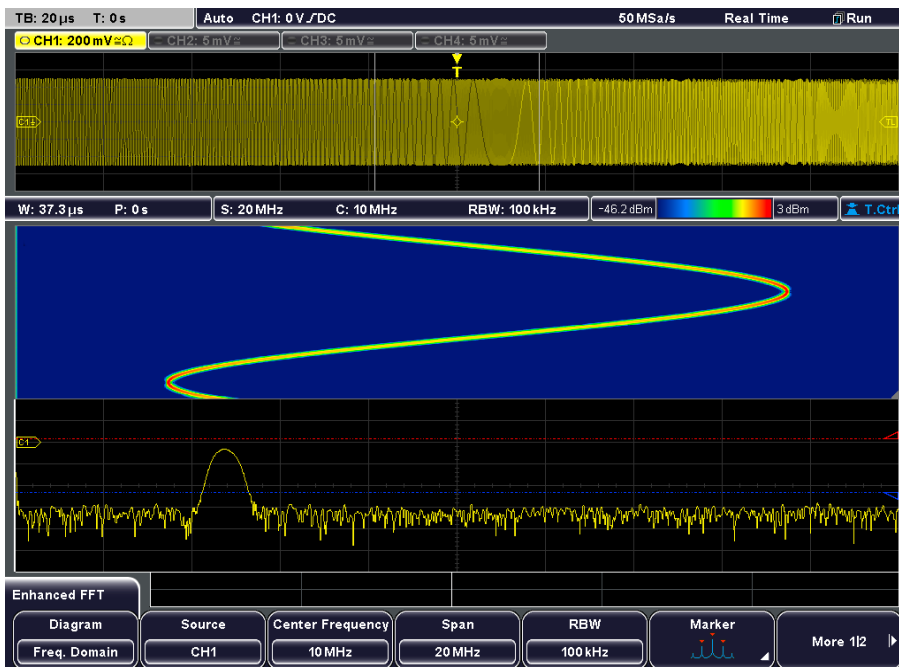 TB: 20 µs T: 0 s Auto CH1: 0 V / DC 50 MSa/s Real Time Run
CH1: 200 mV≅Ω CH2: 5 mV≅ CH3: 5 mV≅ CH4: 5 mV≅
T
C1 TL
W: 37.3 µs P: 0 s S: 20 MHz C: 10 MHz RBW: 100 kHz -46.2 dBm 3 dBm T.Ctrl
C1
Enhanced FFT
Diagram Source Center Frequency Span RBW Marker More 1|2
Freq. Domain CH1 10 MHz 20 MHz 100 kHz